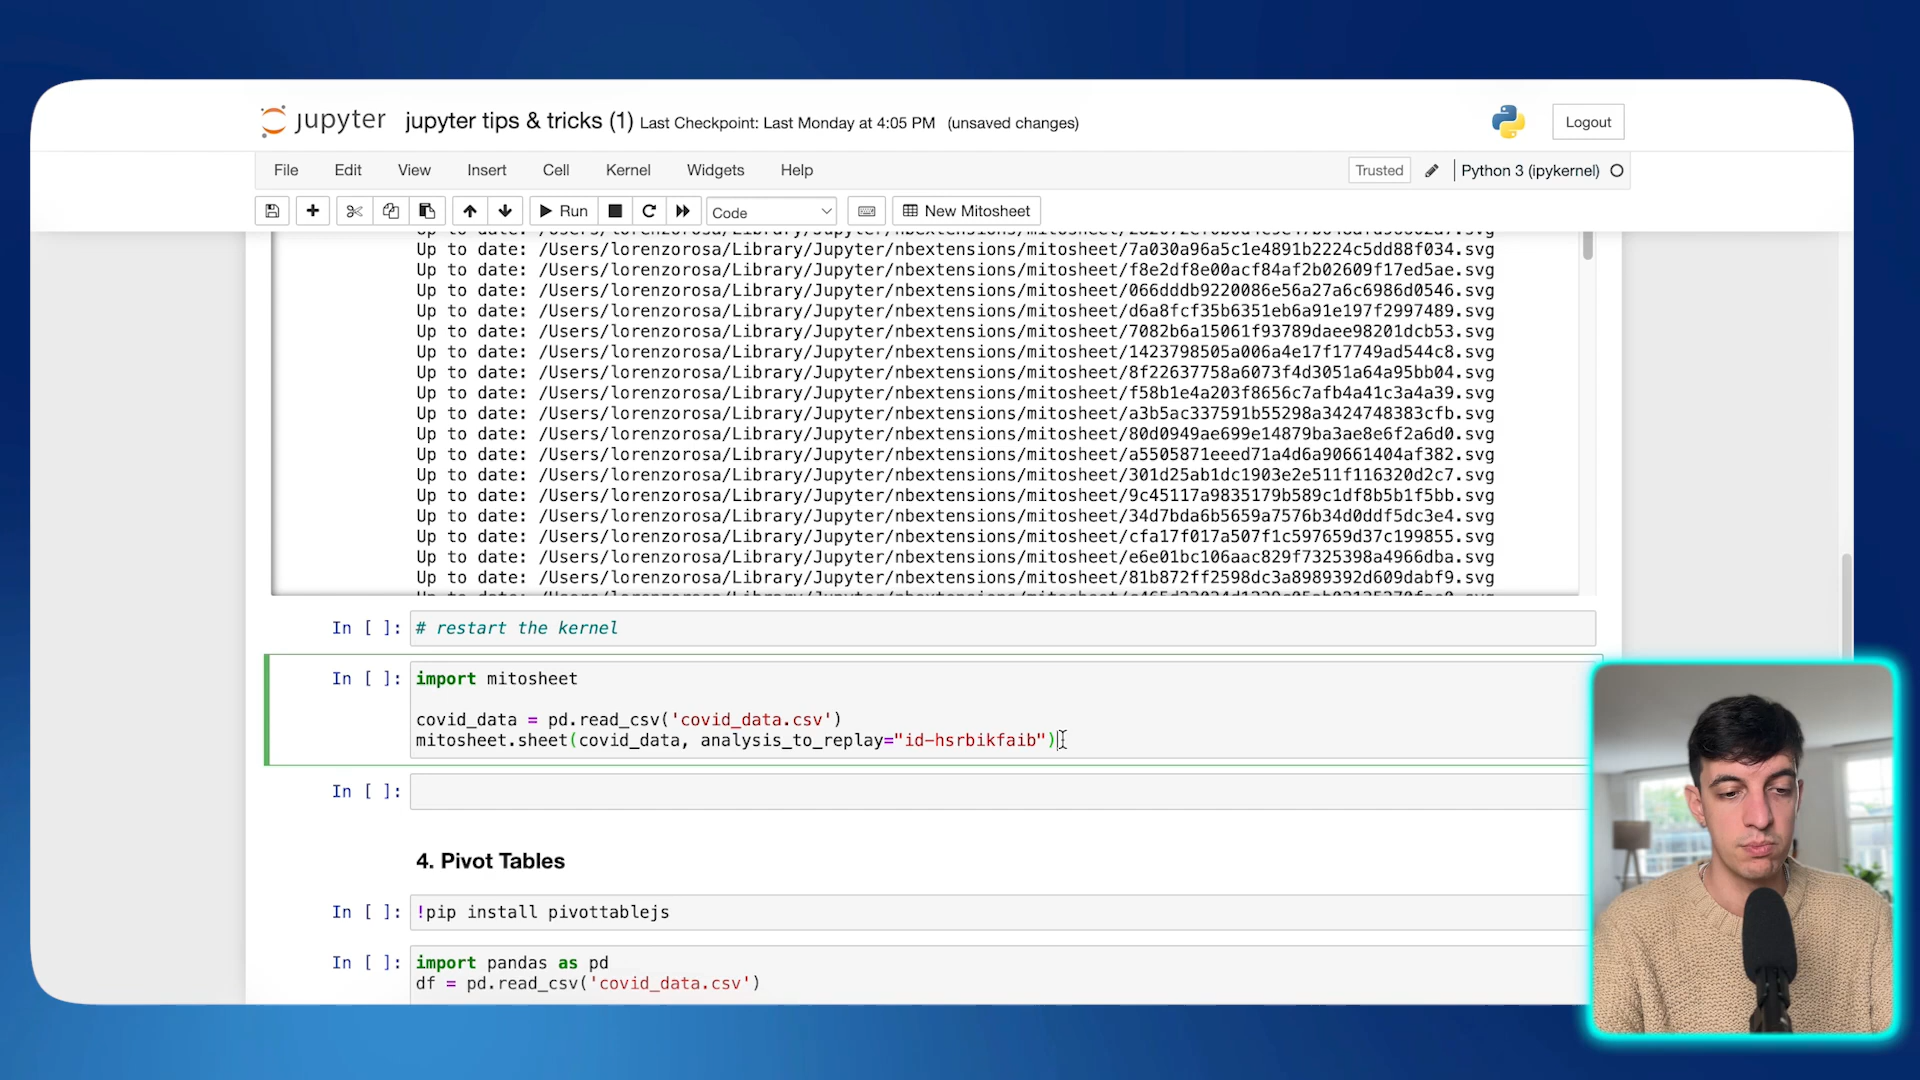 jupyter jupyter tips & tricks (1) Last Checkpoint: Last Monday at 4:05 PM (unsaved changes) Logout
File Edit View Insert Cell Kernel Widgets Help Trusted Python 3 (ipykernel)
Run Code New Mitosheet
Up to date: /Users/lorenzorosa/Library/Jupyter/nbextensions/mitosheet/7a030a96a5c1e4891b2224c5dd88f034.svg
Up to date: /Users/lorenzorosa/Library/Jupyter/nbextensions/mitosheet/f8e2df8e00acf84af2b02609f17ed5ae.svg
Up to date: /Users/lorenzorosa/Library/Jupyter/nbextensions/mitosheet/066dddb9220086e56a27a6c6986d0546.svg
Up to date: /Users/lorenzorosa/Library/Jupyter/nbextensions/mitosheet/d6a8fcf35b6351eb6a91e197f2997489.svg
Up to date: /Users/lorenzorosa/Library/Jupyter/nbextensions/mitosheet/7082b6a15061f93789daee98201dcb53.svg
Up to date: /Users/lorenzorosa/Library/Jupyter/nbextensions/mitosheet/1423798505a006a4e17f17749ad544c8.svg
Up to date: /Users/lorenzorosa/Library/Jupyter/nbextensions/mitosheet/8f22637758a6073f4d3051a64a95bb04.svg
Up to date: /Users/lorenzorosa/Library/Jupyter/nbextensions/mitosheet/f58b1e4a203f8656c7afb4a41c3a4a39.svg
Up to date: /Users/lorenzorosa/Library/Jupyter/nbextensions/mitosheet/a3b5ac337591b55298a3424748383cfb.svg
Up to date: /Users/lorenzorosa/Library/Jupyter/nbextensions/mitosheet/80d0949ae699e14879ba3ae8e6f2a6d0.svg
Up to date: /Users/lorenzorosa/Library/Jupyter/nbextensions/mitosheet/a5505871eeed71a4d6a90661404af382.svg
Up to date: /Users/lorenzorosa/Library/Jupyter/nbextensions/mitosheet/301d25ab1dc1903e2e511f116320d2c7.svg
Up to date: /Users/lorenzorosa/Library/Jupyter/nbextensions/mitosheet/9c45117a9835179b589c1df8b5b1f5bb.svg
Up to date: /Users/lorenzorosa/Library/Jupyter/nbextensions/mitosheet/34d7bda6b5659a7576b34d0ddf5dc3e4.svg
Up to date: /Users/lorenzorosa/Library/Jupyter/nbextensions/mitosheet/cfa17f017a507f1c597659d37c199855.svg
Up to date: /Users/lorenzorosa/Library/Jupyter/nbextensions/mitosheet/e6e01bc106aac829f7325398a4966dba.svg
Up to date: /Users/lorenzorosa/Library/Jupyter/nbextensions/mitosheet/81b872ff2598dc3a8989392d609dabf9.svg
In [ ]: # restart the kernel
In [ ]: import mitosheet
covid_data = pd.read_csv('covid_data.csv')
mitosheet.sheet(covid_data, analysis_to_replay="id-hsrbikfaib")
In [ ]:
4. Pivot Tables
In [ ]: !pip install pivottablejs
In [ ]: import pandas as pd
df = pd.read_csv('covid_data.csv')